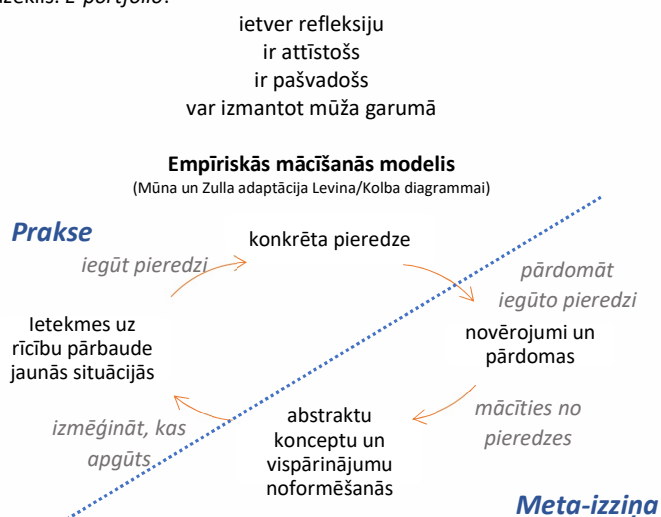 E-portfolio:
ietver refleksiju
ir attīstošs
ir pašvadošs
var izmantot mūža garumā
Empīriskās mācīšanās modelis
(Mūna un Zulla adaptācija Levina/Kolba diagrammai)
Prakse
konkrēta pieredze
iegūt pieredzi
pārdomāt
iegūto pieredzi
Ietekmes uz
rīcību pārbaude
jaunās situācijās
novērojumi un
pārdomas
izmēģināt, kas
apgūts
abstraktu
konceptu un
vispārinājumu
noformēšanās
mācīties no
pieredzes
Meta-izziņa